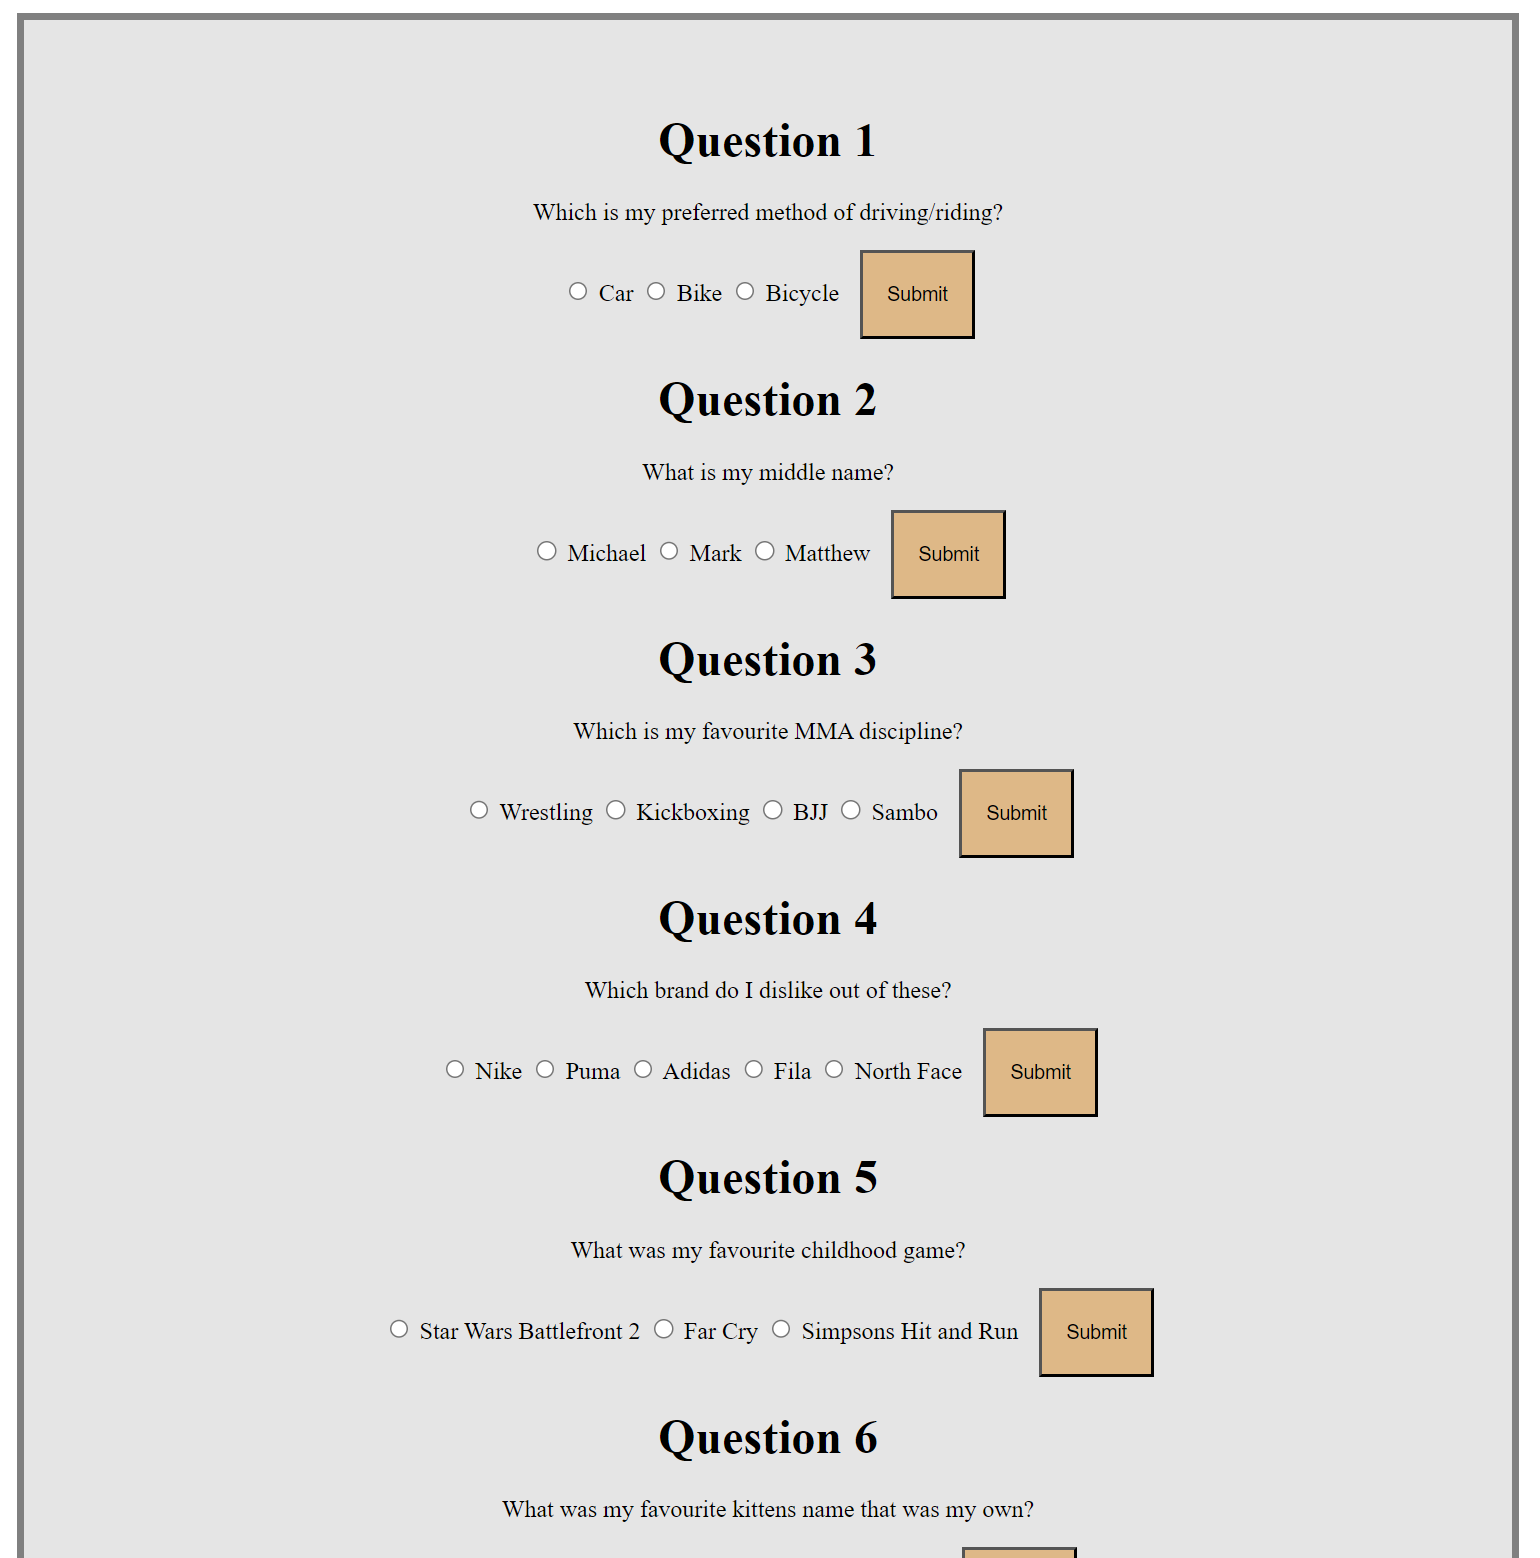 Question 1
Which is my preferred method of driving/riding?
Car Bike Bicycle Submit
Question 2
What is my middle name?
Michael Mark Matthew Submit
Question 3
Which is my favourite MMA discipline?
Wrestling Kickboxing BJJ Sambo Submit
Question 4
Which brand do I dislike out of these?
Nike Puma Adidas Fila North Face Submit
Question 5
What was my favourite childhood game?
Star Wars Battlefront 2 Far Cry Simpsons Hit and Run Submit
Question 6
What was my favourite kittens name that was my own?